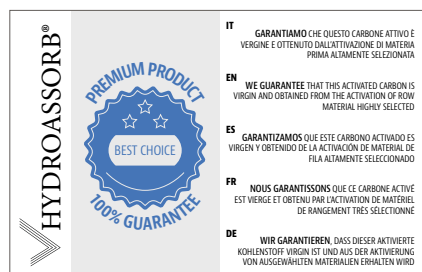 HYDROASSORB®
PREMIUM PRODUCT
BEST CHOICE
100% GUARANTEE
IT
GARANTIAMO CHE QUESTO CARBONE ATTIVO È
VERGINE E OTTENUTO DALL'ATTIVAZIONE DI MATERIA
PRIMA ALTAMENTE SELEZIONATA
EN
WE GUARANTEE THAT THIS ACTIVATED CARBON IS
VIRGIN AND OBTAINED FROM THE ACTIVATION OF ROW
MATERIAL HIGHLY SELECTED
ES
GARANTIZAMOS QUE ESTE CARBONO ACTIVADO ES
VIRGEN Y OBTENIDO DE LA ACTIVACIÓN DE MATERIAL DE
FILA ALTAMENTE SELECCIONADO
FR
NOUS GARANTISSONS QUE CE CARBONE ACTIVÉ
EST VIERGE ET OBTENU PAR L'ACTIVATION DE MATÉRIEL
DE RANGEMENT TRÈS SÉLECTIONNÉ
DE
WIR GARANTIEREN, DASS DIESER AKTIVIERTE
KOHLENSTOFF VIRGIN IST UND AUS DER AKTIVIERUNG
VON AUSGEWÄHLTEN MATERIALIEN ERHALTEN WIRD